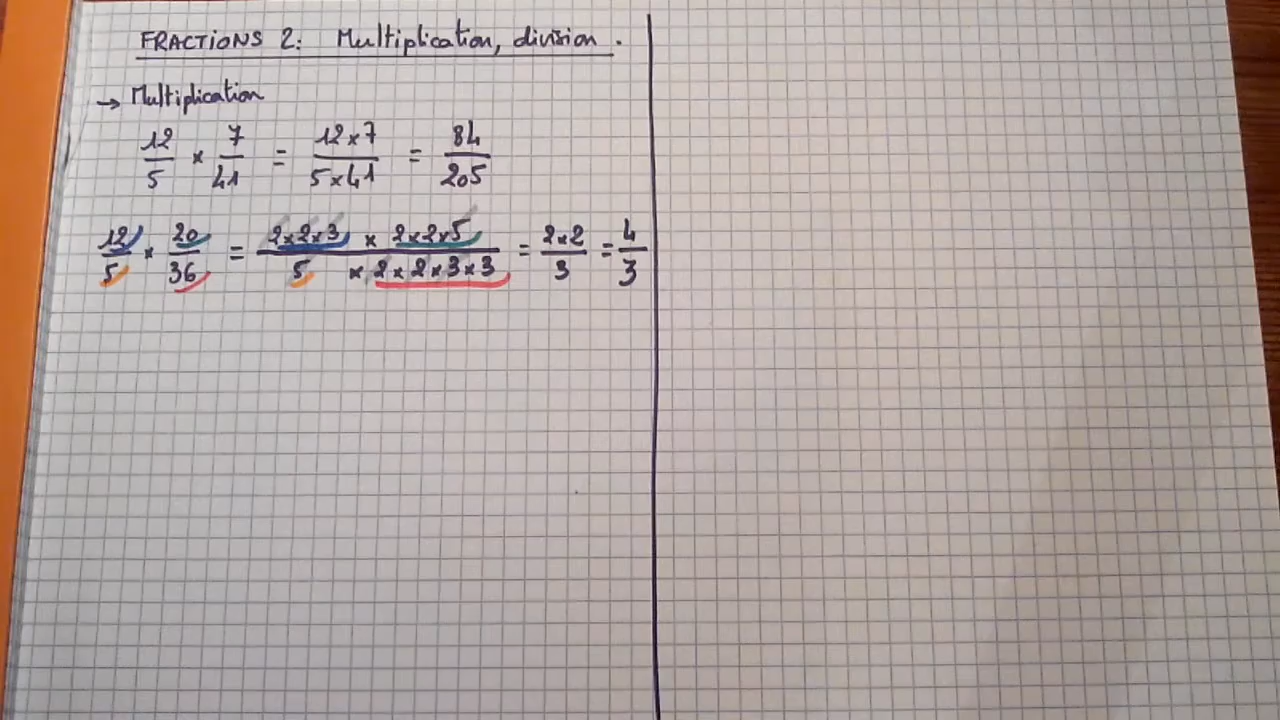 FRACTIONS 2: Multiplication, division.
→ Multiplication
12/5 × 7/41 = 12×7/5×41 = 84/205
12/5 × 20/36 = 2×2×3 × 2×2×5/5 × 2×2×3×3 = 2×2/3 = 4/3